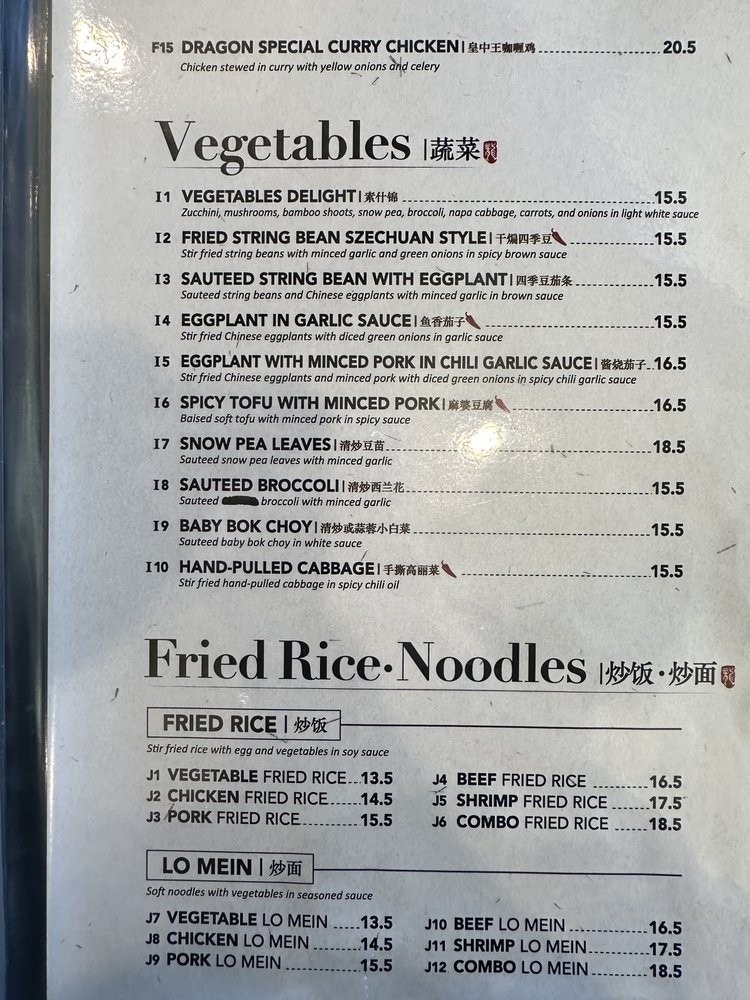 F15 DRAGON SPECIAL CURRY CHICKEN | 皇中王咖喱鸡 20.5
Chicken stewed in curry with yellow onions and celery
Vegetables | 蔬菜
I1 VEGETABLES DELIGHT | 素什锦 15.5
Zucchini, mushrooms, bamboo shoots, snow pea, broccoli, napa cabbage, carrots, and onions in light white sauce
I2 FRIED STRING BEAN SZECHUAN STYLE | 干煸四季豆 15.5
Stir fried string beans with minced garlic and green onions in spicy brown sauce
I3 SAUTEED STRING BEAN WITH EGGPLANT | 四季豆茄条 15.5
Sauteed string beans and Chinese eggplants with minced garlic in brown sauce
I4 EGGPLANT IN GARLIC SAUCE | 鱼香茄子 15.5
Stir fried Chinese eggplants with diced green onions in garlic sauce
I5 EGGPLANT WITH MINCED PORK IN CHILI GARLIC SAUCE | 酱烧茄子 16.5
Stir fried Chinese eggplants and minced pork with diced green onions in spicy chili garlic sauce
I6 SPICY TOFU WITH MINCED PORK | 麻婆豆腐 16.5
Baised soft tofu with minced pork in spicy sauce
I7 SNOW PEA LEAVES | 清炒豆苗 18.5
Sauteed snow pea leaves with minced garlic
I8 SAUTEED BROCCOLI | 清炒西兰花 15.5
Sauteed broccoli with minced garlic
I9 BABY BOK CHOY | 清炒或蒜蓉小白菜 15.5
Sauteed baby bok choy in white sauce
I10 HAND-PULLED CABBAGE | 手撕高丽菜 15.5
Stir fried hand-pulled cabbage in spicy chili oil
Fried Rice·Noodles | 炒饭·炒面
FRIED RICE | 炒饭
Stir fried rice with egg and vegetables in soy sauce
J1 VEGETABLE FRIED RICE 13.5
J2 CHICKEN FRIED RICE 14.5
J3 PORK FRIED RICE 15.5
J4 BEEF FRIED RICE 16.5
J5 SHRIMP FRIED RICE 17.5
J6 COMBO FRIED RICE 18.5
LO MEIN | 炒面
Soft noodles with vegetables in seasoned sauce
J7 VEGETABLE LO MEIN 13.5
J8 CHICKEN LO MEIN 14.5
J9 PORK LO MEIN 15.5
J10 BEEF LO MEIN 16.5
J11 SHRIMP LO MEIN 17.5
J12 COMBO LO MEIN 18.5